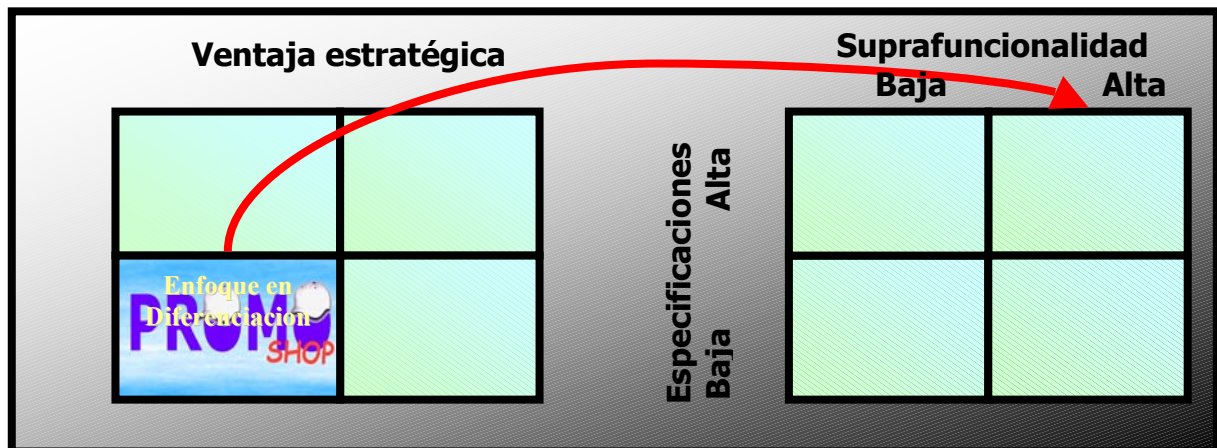 Ventaja estratégica
Suprafuncionalidad
Baja Alta
Especificaciones
Baja Alta
Enfoque en
Diferenciacion
PROMO
SHOP